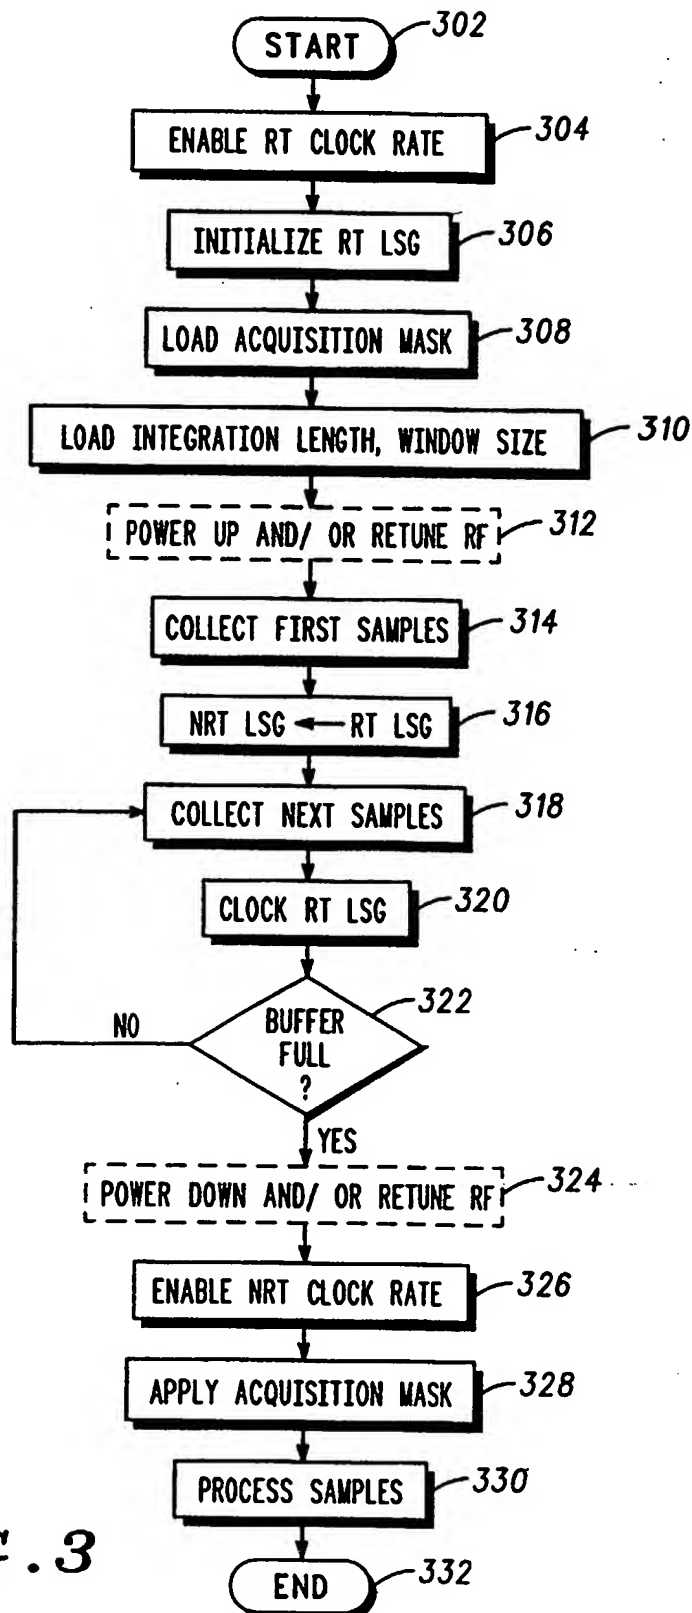 START 302
ENABLE RT CLOCK RATE 304
INITIALIZE RT LSG 306
LOAD ACQUISITION MASK 308
LOAD INTEGRATION LENGTH, WINDOW SIZE 310
POWER UP AND/ OR RETUNE RF 312
COLLECT FIRST SAMPLES 314
NRT LSG ← RT LSG 316
COLLECT NEXT SAMPLES 318
CLOCK RT LSG 320
BUFFER 322
FULL
?
NO
YES
POWER DOWN AND/ OR RETUNE RF 324
ENABLE NRT CLOCK RATE 326
APPLY ACQUISITION MASK 328
PROCESS SAMPLES 330
.3
END 332